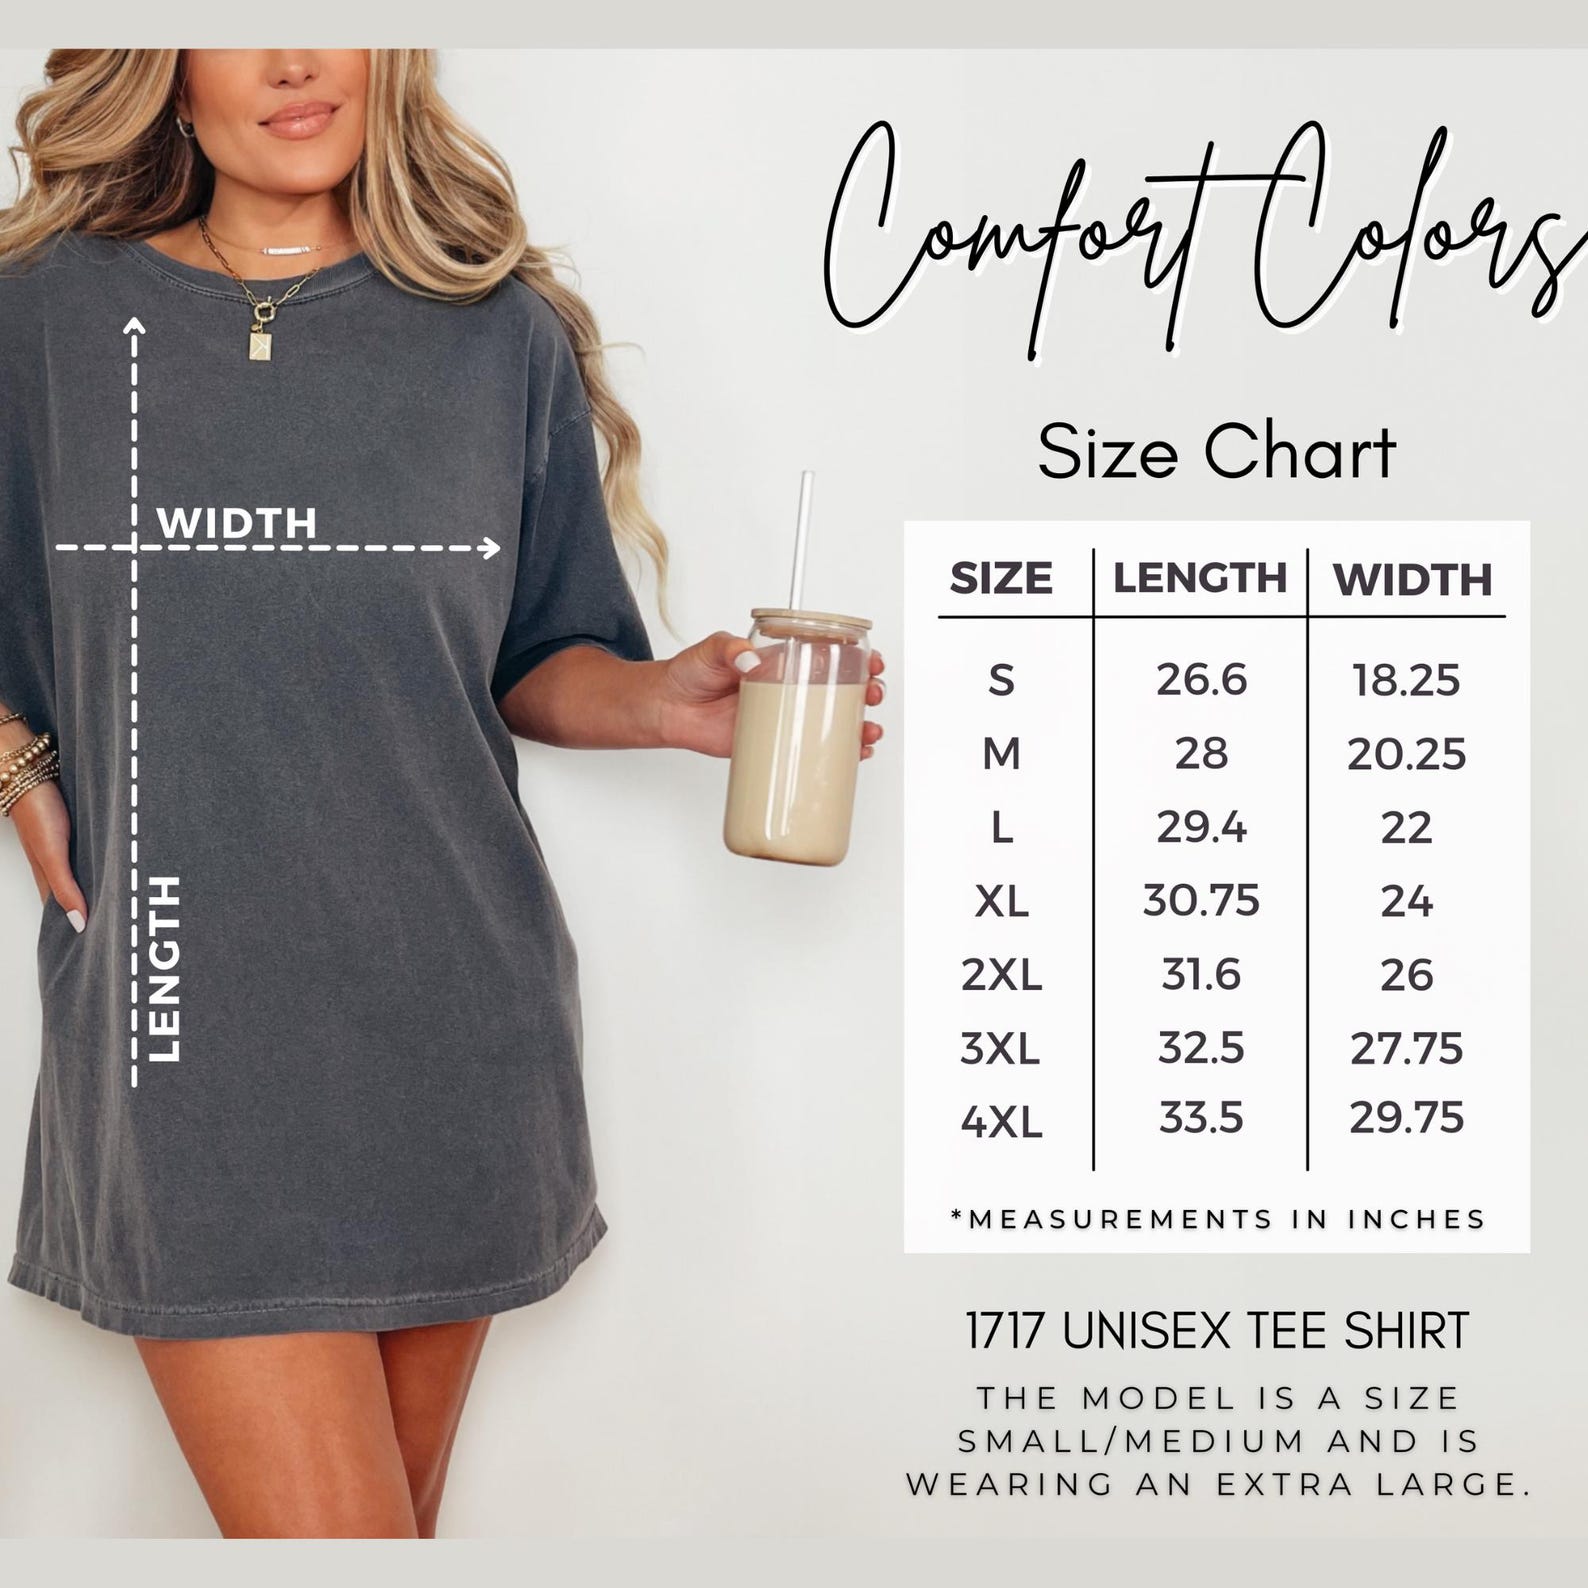 Comfort Colors
Size Chart
WIDTH
LENGTH
SIZE LENGTH WIDTH
S 26.6 18.25
M 28 20.25
L 29.4 22
XL 30.75 24
2XL 31.6 26
3XL 32.5 27.75
4XL 33.5 29.75
*MEASUREMENTS IN INCHES
1717 UNISEX TEE SHIRT
THE MODEL IS A SIZE
SMALL/MEDIUM AND IS
WEARING AN EXTRA LARGE.